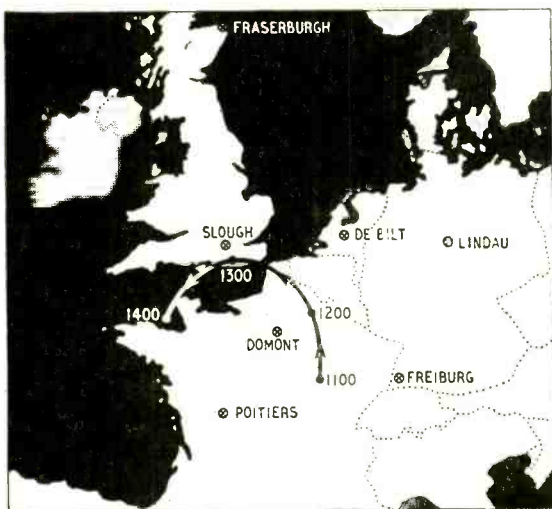 FRASERBURGH
SLOUGH
DE BILT
LINDAU
1300
1400
1200
DOMONT
1100
FREIBURG
POITIERS